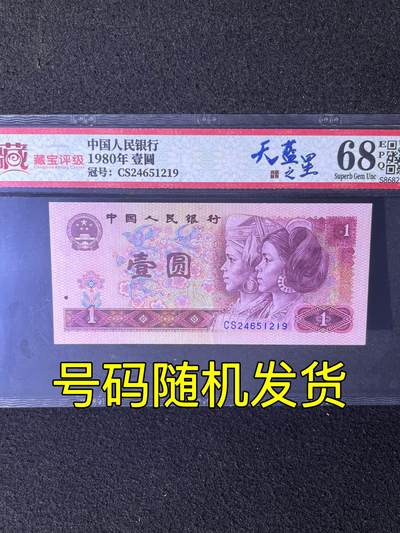 藏 藏宝评级
中国人民银行
1980年 壹圆
冠号：CS24651219
天蓝之星
68 EPQ
Superb Gem Unc
中国人民银行
壹圆
1
CS24651219
1
1
号码随机发货